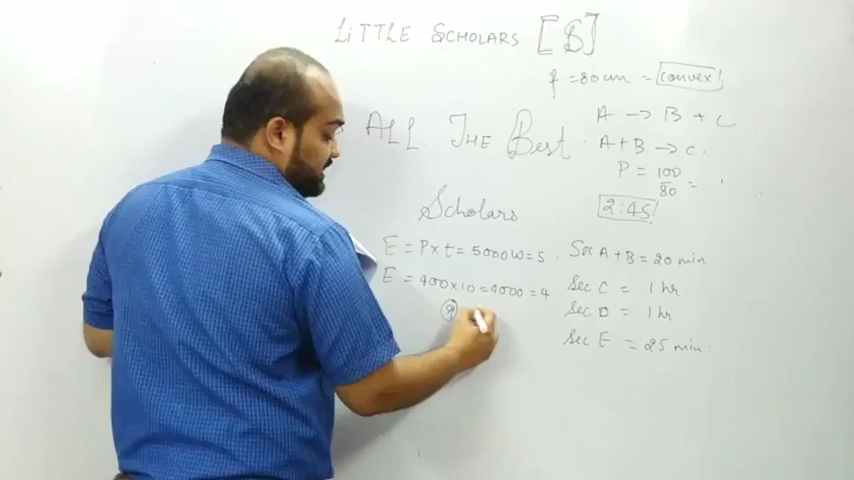 LiTTLE SCHOLARS [B]
f = 80 cm = convex
ALL THE Best
Scholars
A → B + C
A + B → C.
P = 100/80 =
2:45
E = P x t = 5000W = 5
E = 400 x 10 = 4000 = 4
9
Sec A + B = 20 min
Sec C = 1 hr
Sec D = 1 hr
Sec E = 25 min